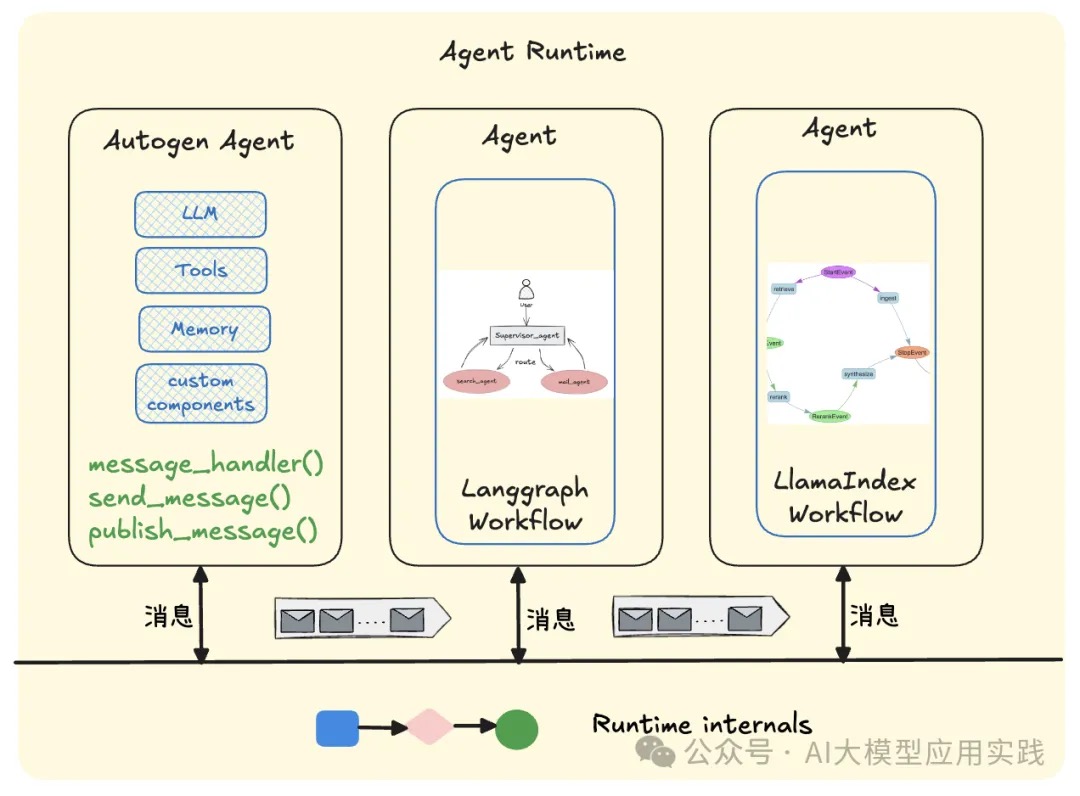 Agent Runtime
Autogen Agent
LLM
Tools
Memory
custom
components
message_handler()
send_message()
publish_message()
Agent
User
Supervisor_agent
route
search_agent
mail_agent
Langgraph
Workflow
Agent
StartEvent
retrieve
ingest
Event
StopEvent
synthesize
rerank
RerankEvent
LlamaIndex
Workflow
消息
....
消息
....
消息
Runtime internals
公众号 · AI大模型应用实践